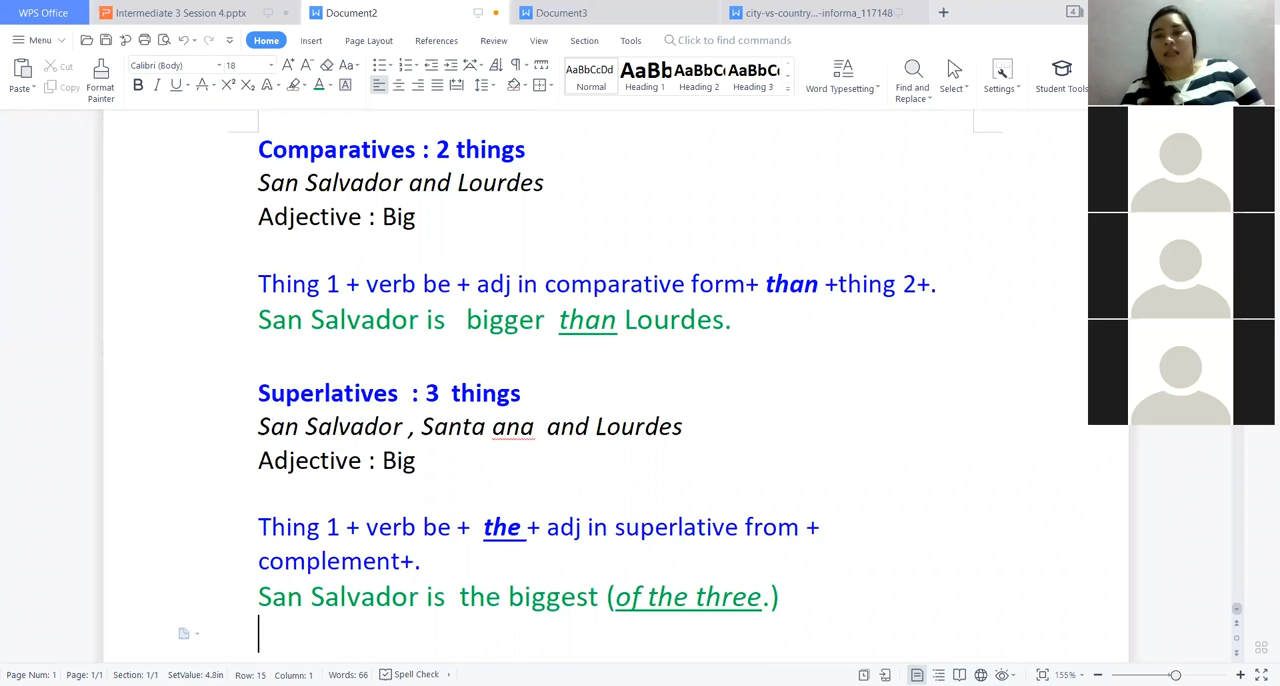 WPS Office
Intermediate 3 Session 4.pptx
Document2
Document3
city-vs-country...-informa_117148
4
Menu
Home
Insert
Page Layout
References
Review
View
Section
Tools
Click to find commands
Paste
Cut
Copy
Format Painter
Calibri (Body)
18
AaBbCcDd
Normal
AaBb
Heading 1
AaBbC
Heading 2
AaBbC
Heading 3
Word Typesetting
Find and Replace
Select
Settings
Student Tools
Comparatives : 2 things
San Salvador and Lourdes
Adjective : Big
Thing 1 + verb be + adj in comparative form+ than +thing 2+.
San Salvador is bigger than Lourdes.
Superlatives : 3 things
San Salvador , Santa ana and Lourdes
Adjective : Big
Thing 1 + verb be + the + adj in superlative from +
complement+.
San Salvador is the biggest (of the three.)
Page Num: 1 Page: 1/1 Section: 1/1 SetValue: 4.8in Row: 15 Column: 1 Words: 66 Spell Check 155%